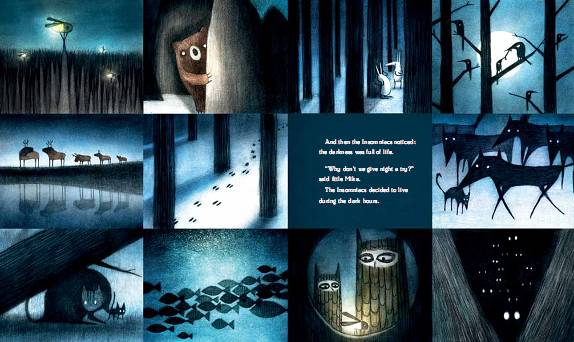 And then the Insomniacs noticed:
the darkness was full of life.
"Why don't we give night a try?"
said little Mika.
The Insomniacs decided to live
during the dark hours.